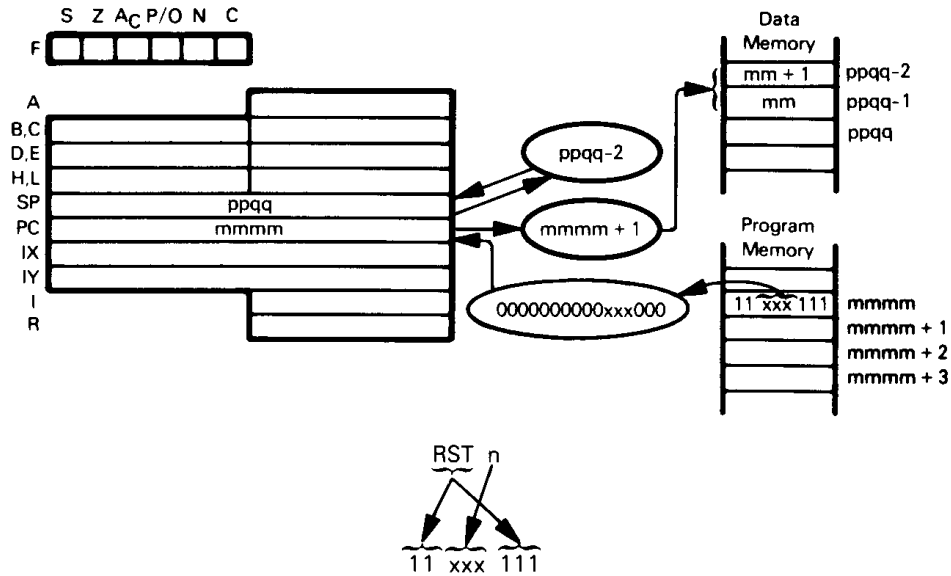 S Z AC P/O N C
F
A
B,C
D,E
H,L
SP ppqq
PC mmmm
IX
IY
I
R
ppqq-2
mmmm + 1
0000000000xxx000
Data
Memory
mm + 1 ppqq-2
mm ppqq-1
ppqq
Program
Memory
11 xxx 111 mmmm
mmmm + 1
mmmm + 2
mmmm + 3
RST n
11 xxx 111